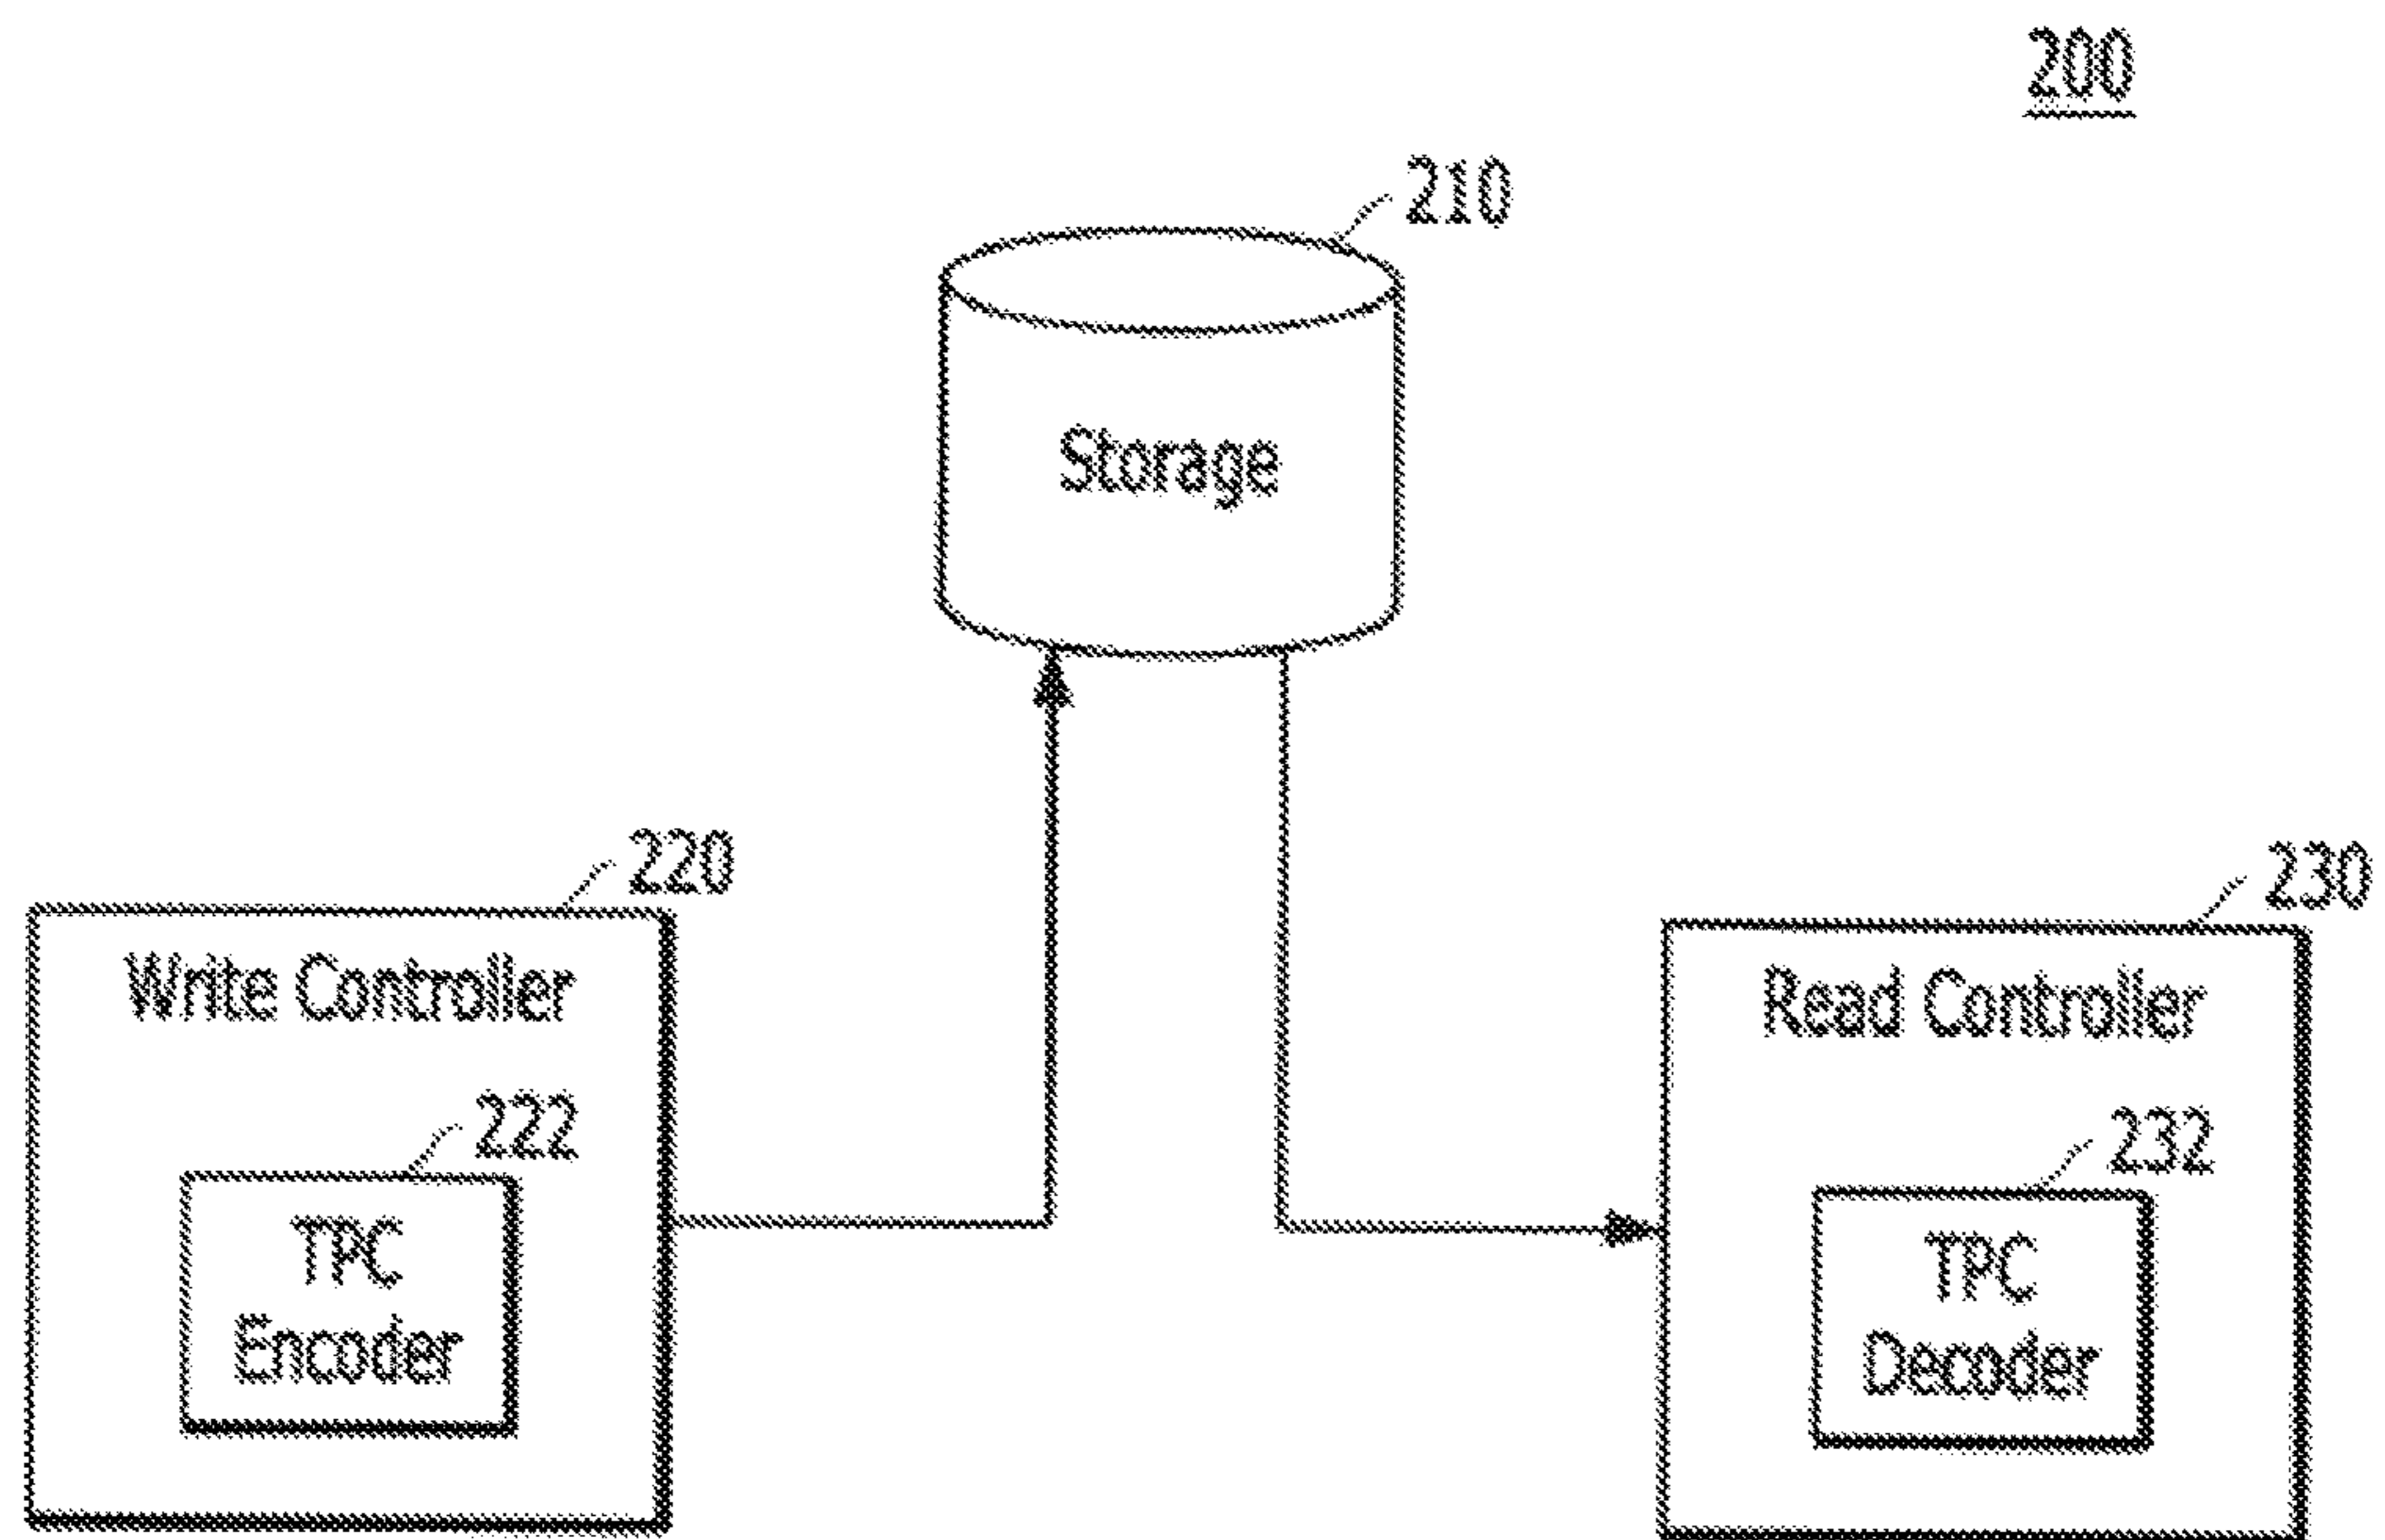 200
210
Storage
220
230
Write Controller
Read Controller
222
232
TPC
Encoder
TPC
Decoder